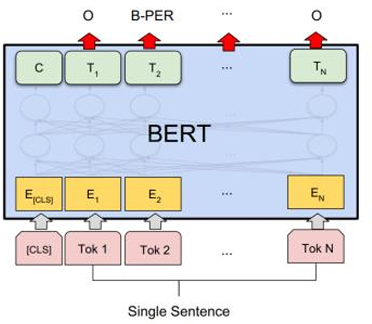 O B-PER ... O
C T1 T2 ... TN
...
BERT
...
E[CLS] E1 E2 ... EN
[CLS] Tok 1 Tok 2 ... Tok N
Single Sentence